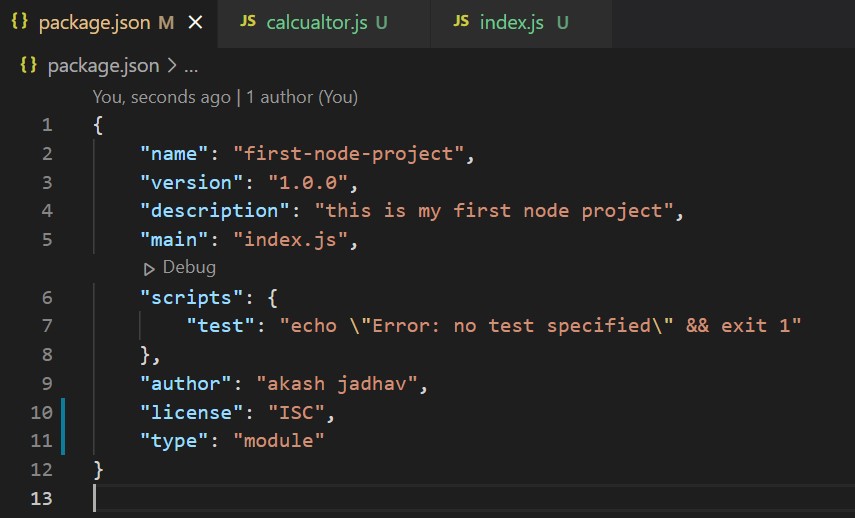 {} package.json M ×
JS calcualtor.js U
JS index.js U
{} package.json > ...
You, seconds ago | 1 author (You)
1 {
2 "name": "first-node-project",
3 "version": "1.0.0",
4 "description": "this is my first node project",
5 "main": "index.js",
Debug
6 "scripts": {
7 "test": "echo \"Error: no test specified\" && exit 1"
8 },
9 "author": "akash jadhav",
10 "license": "ISC",
11 "type": "module"
12 }
13